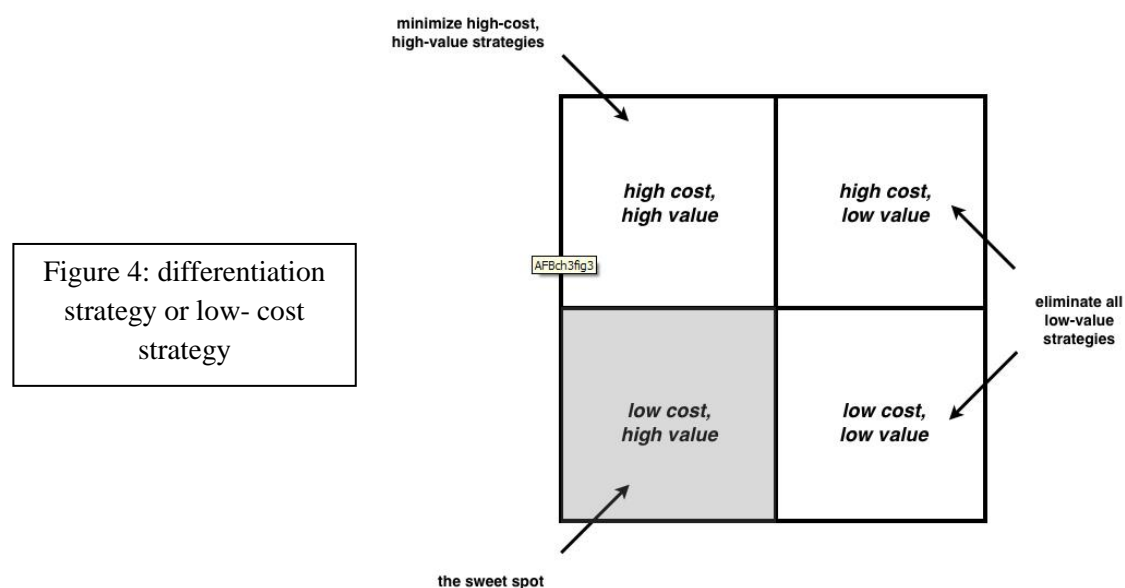 minimize high-cost,
high-value strategies
high cost,
high value
high cost,
low value
AFBch3fig3
Figure 4: differentiation
strategy or low- cost
strategy
eliminate all
low-value
strategies
low cost,
high value
low cost,
low value
the sweet spot